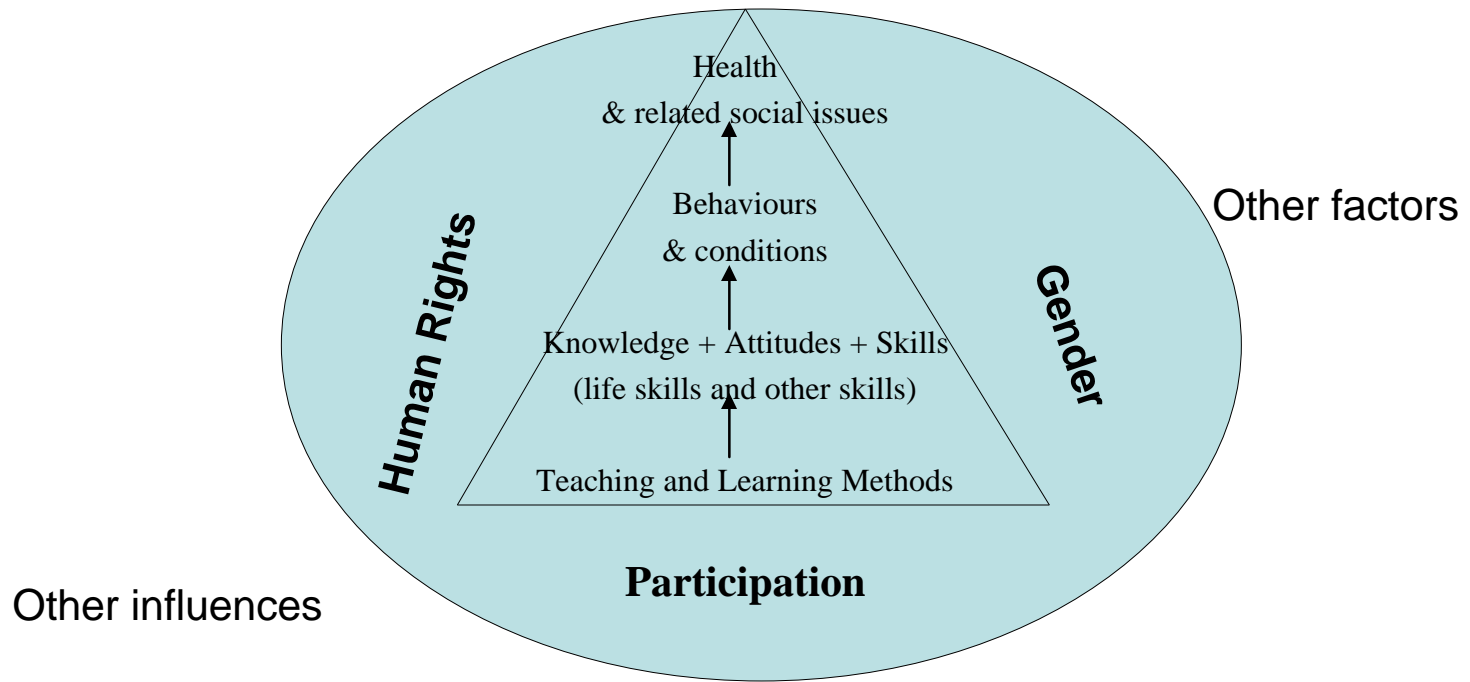 Health
& related social issues
Behaviours
& conditions
Other factors
Human Rights
Gender
Knowledge + Attitudes + Skills
(life skills and other skills)
Teaching and Learning Methods
Participation
Other influences